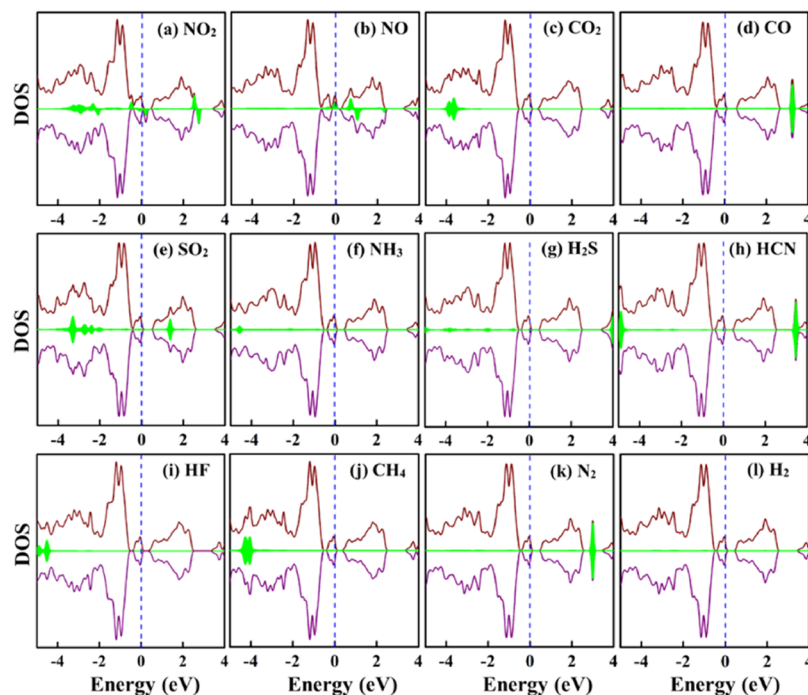 (a) NO₂ (b) NO (c) CO₂ (d) CO
DOS
-4 -2 0 2 4 -4 -2 0 2 4 -4 -2 0 2 4 -4 -2 0 2 4
(e) SO₂ (f) NH₃ (g) H₂S (h) HCN
DOS
-4 -2 0 2 4 -4 -2 0 2 4 -4 -2 0 2 4 -4 -2 0 2 4
(i) HF (j) CH₄ (k) N₂ (l) H₂
DOS
-4 -2 0 2 4 -4 -2 0 2 4 -4 -2 0 2 4 -4 -2 0 2 4
Energy (eV) Energy (eV) Energy (eV) Energy (eV)